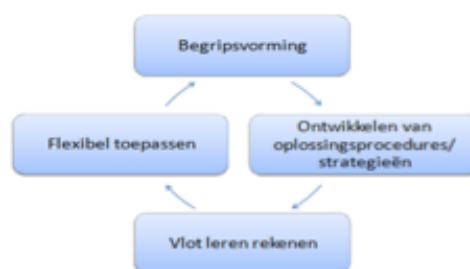 Begripsvorming
Flexibel toepassen
Ontwikkelen van
oplossingsprocedures/
strategieën
Vlot leren rekenen